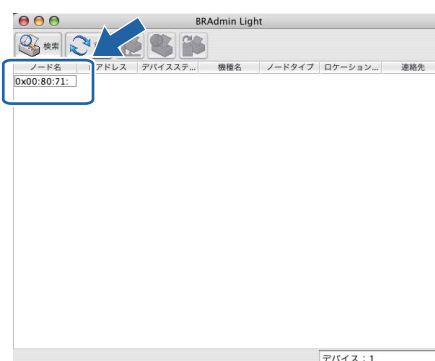 BRAdmin Light
検索
ノード名 アドレス デバイスステ... 機種名 ノードタイプ ロケーション... 連絡先
0x00:80:71:
デバイス：1